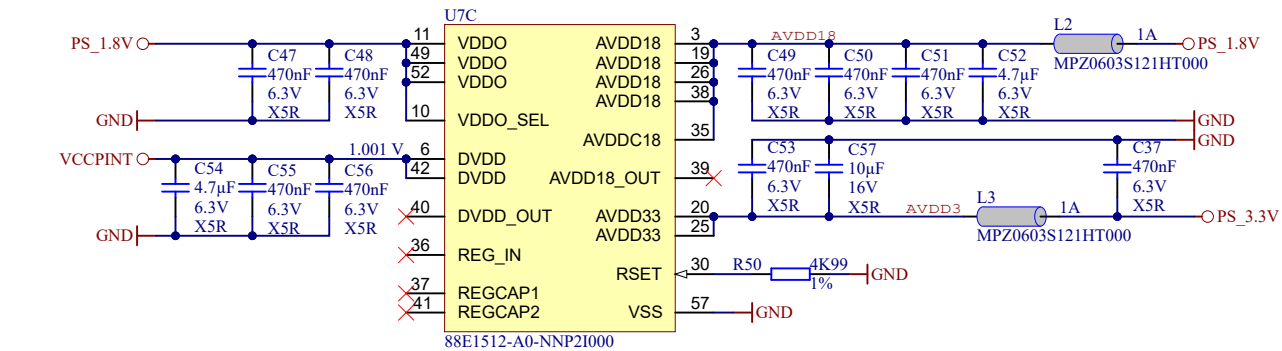 U7C
PS_1.8V
C47
470nF
6.3V
X5R
C48
470nF
6.3V
X5R
GND
11
49
52
10
VDDO
VDDO
VDDO
VDDO_SEL
VCCPINT
1.001 V
C54
4.7µF
6.3V
X5R
C55
470nF
6.3V
X5R
C56
470nF
6.3V
X5R
GND
6
42
40
36
37
41
DVDD
DVDD
DVDD_OUT
REG_IN
REGCAP1
REGCAP2
AVDD18
AVDD18
AVDD18
AVDD18
AVDDC18
AVDD18_OUT
AVDD33
AVDD33
RSET
VSS
3
19
26
38
35
39
20
25
30
57
AVDD18
C49
470nF
6.3V
X5R
C50
470nF
6.3V
X5R
C51
470nF
6.3V
X5R
C52
4.7µF
6.3V
X5R
L2
1A
MPZ0603S121HT000
PS_1.8V
GND
GND
C53
470nF
6.3V
X5R
C57
10µF
16V
X5R
C37
470nF
6.3V
X5R
AVDD3
L3
1A
MPZ0603S121HT000
PS_3.3V
R50
4K99
1%
GND
GND
88E1512-A0-NNP2I000